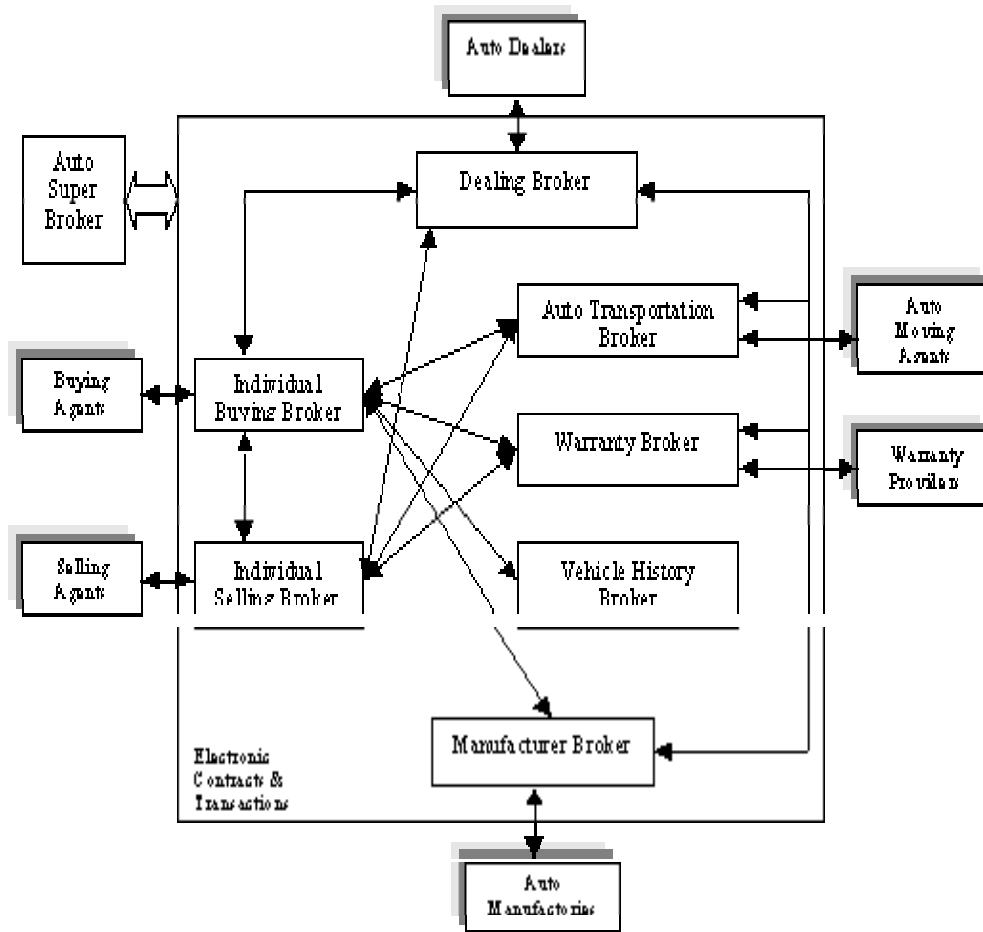 Auto Dealers
Auto
Super
Broker
Dealing Broker
Auto Transportation
Broker
Auto
Moving
Agents
Buying
Agents
Individual
Buying Broker
Warranty Broker
Warranty
Providers
Selling
Agents
Individual
Selling Broker
Vehicle History
Broker
Manufacturer Broker
Electronic
Contracts &
Transactions
Auto
Manufactories